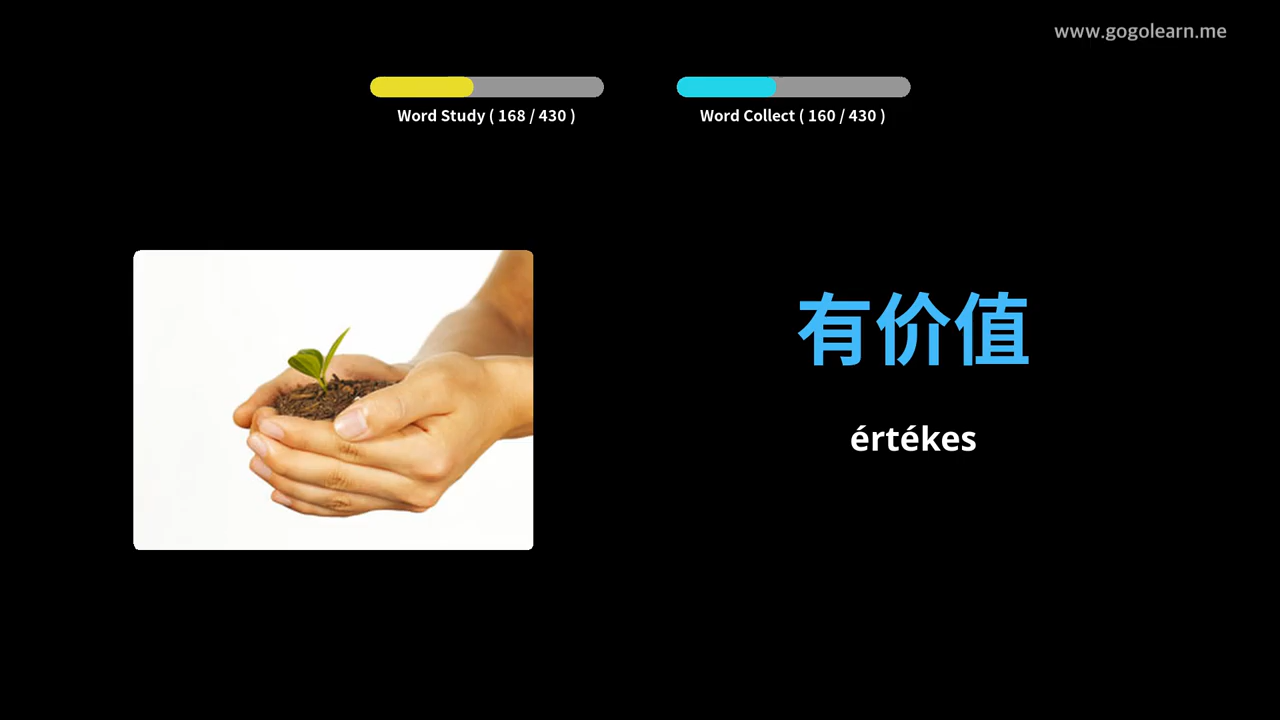 www.gogolearn.me
Word Study ( 168 / 430 )
Word Collect ( 160 / 430 )
有价值
értékes